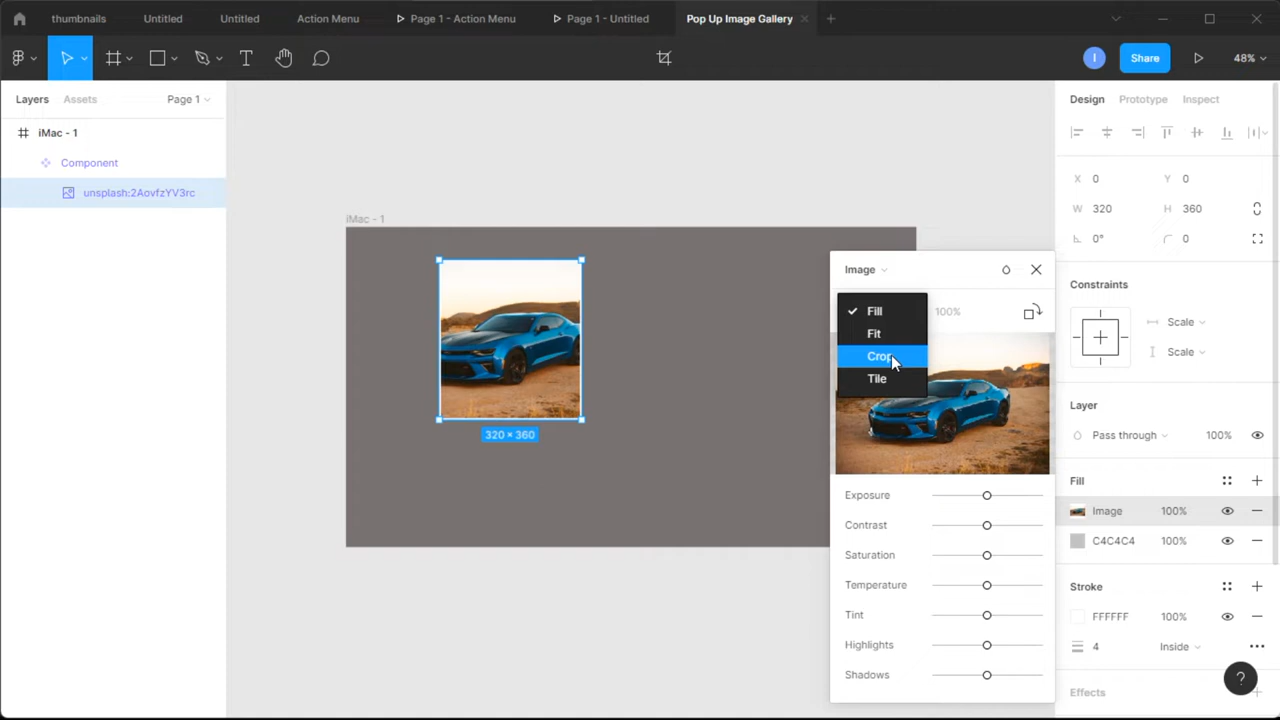 thumbnails Untitled Untitled Action Menu Page 1 - Action Menu Page 1 - Untitled Pop Up Image Gallery
T I Share 48%
Layers Assets Page 1
iMac - 1
Component
unsplash:2AovfzYV3rc
iMac - 1
320 × 360
Image
Fill 100%
Fit
Crop
Tile
Exposure
Contrast
Saturation
Temperature
Tint
Highlights
Shadows
Design Prototype Inspect
X 0 Y 0
W 320 H 360
0° 0
Constraints
Scale
Scale
Layer
Pass through 100%
Fill
Image 100%
C4C4C4 100%
Stroke
FFFFFF 100%
4 Inside
Effects
?